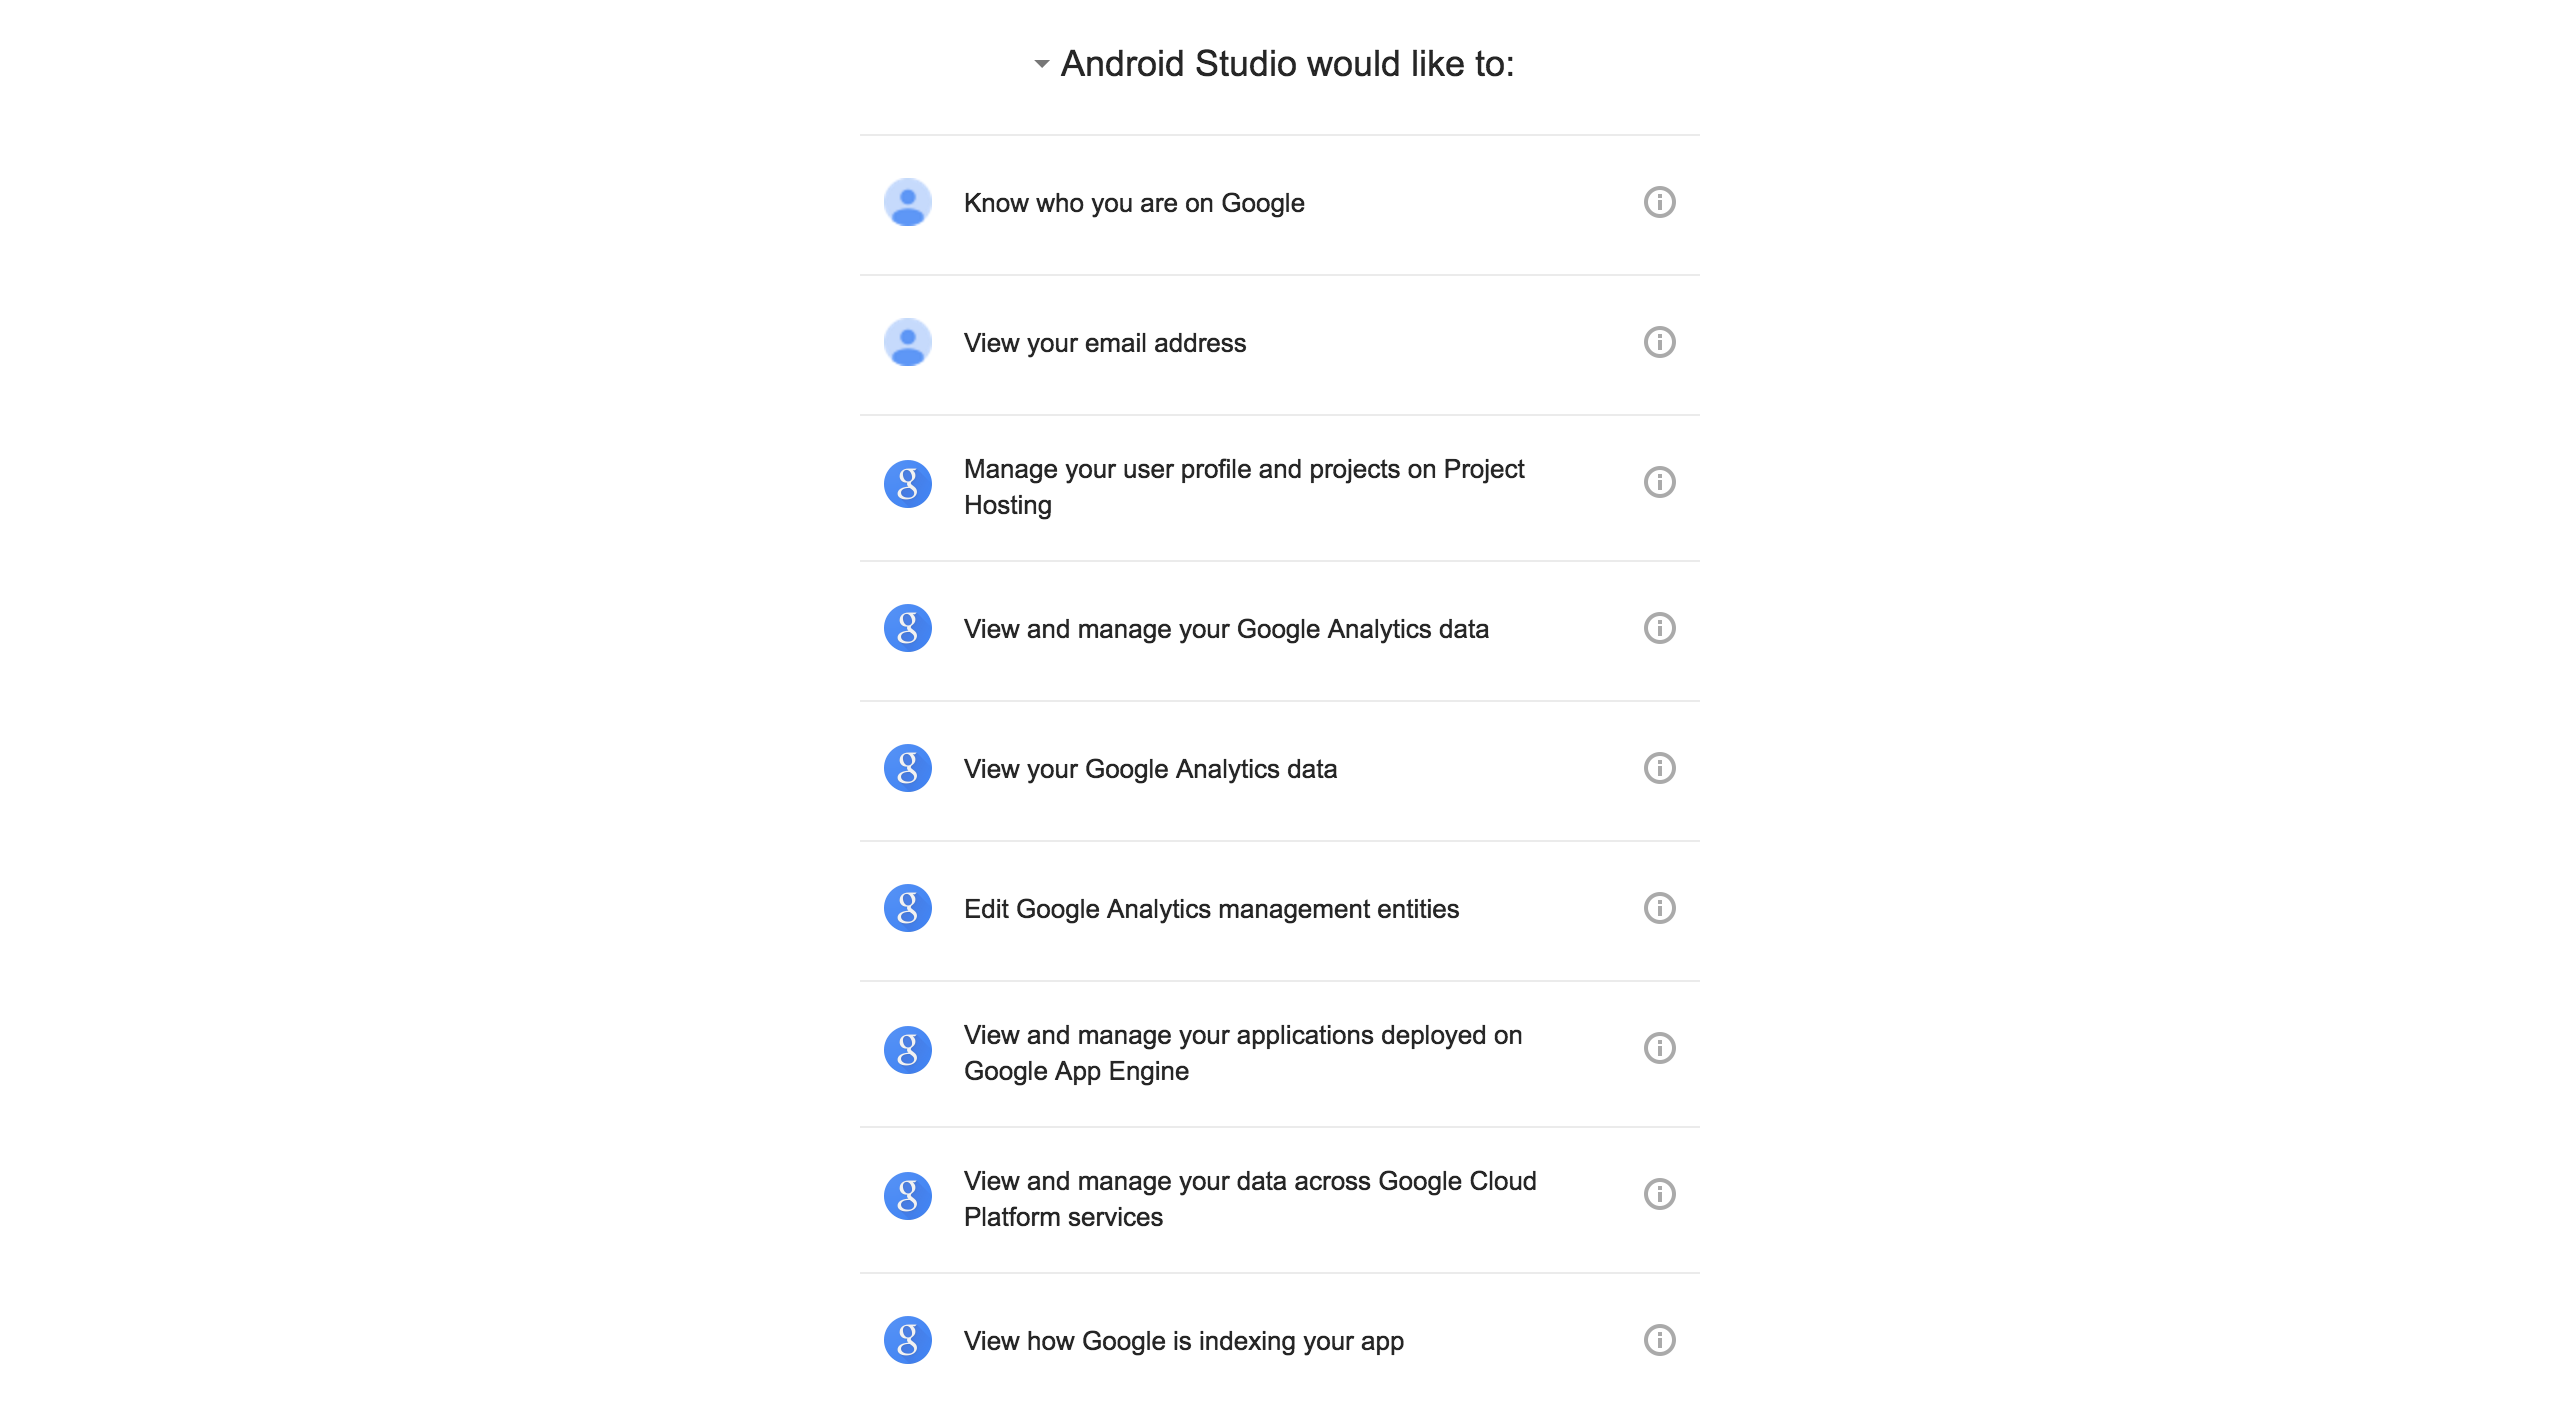 Android Studio would like to:
Know who you are on Google
View your email address
Manage your user profile and projects on Project
Hosting
View and manage your Google Analytics data
View your Google Analytics data
Edit Google Analytics management entities
View and manage your applications deployed on
Google App Engine
View and manage your data across Google Cloud
Platform services
View how Google is indexing your app